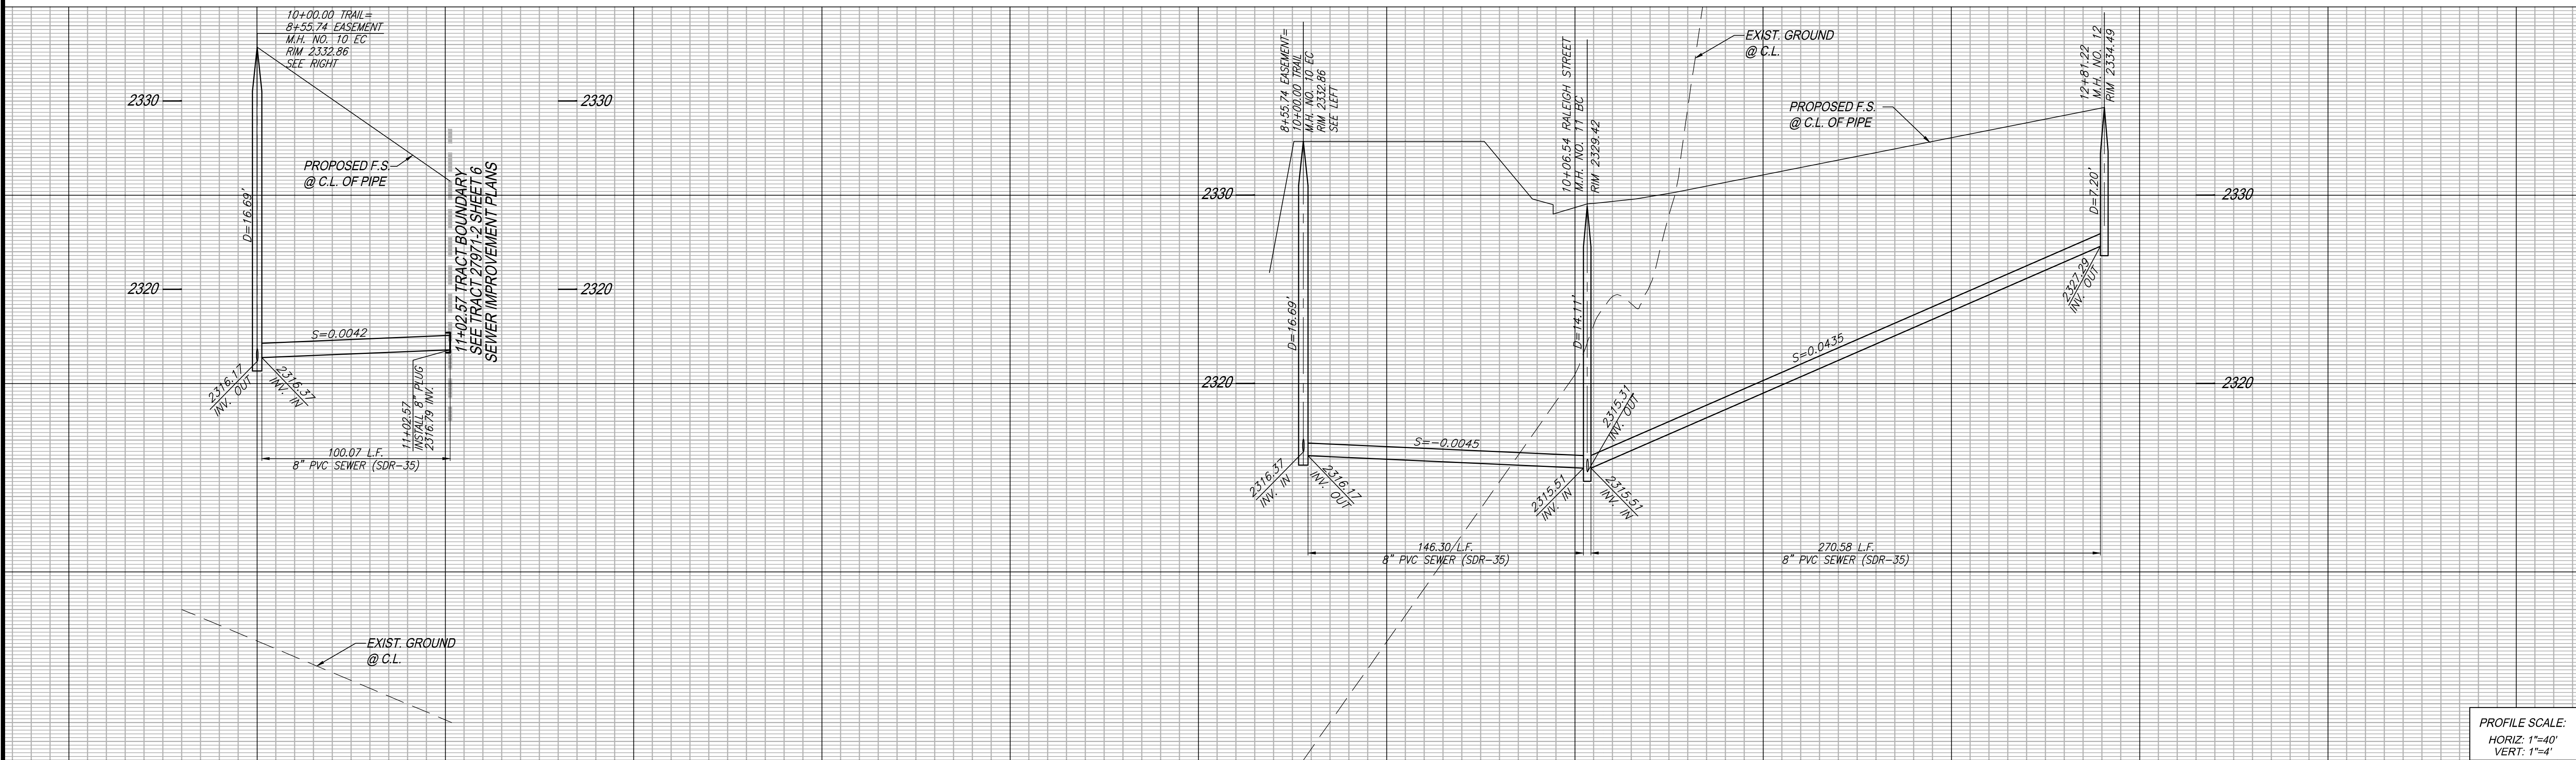 10+00.00 TRAIL=
8+55.74 EASEMENT
M.H. NO. 10 EC
RIM 2332.86
SEE RIGHT
2330
2330
PROPOSED F.S.
@ C.L. OF PIPE
D=16.69'
2320
2320
S=0.0042
11+02.57 TRACT BOUNDARY
SEE TRACT 27971-2 SHEET 6
SEWER IMPROVEMENT PLANS
2316.17
INV. OUT
2316.37
INV. IN
11+02.57
INSTALL 8" PLUG
2316.79 INV.
100.07 L.F.
8" PVC SEWER (SDR-35)
EXIST. GROUND
@ C.L.
8+55.74 EASEMENT=
10+00.00 TRAIL
M.H. NO. 10 EC
RIM 2332.86
SEE LEFT
10+06.54 RALEIGH STREET
M.H. NO. 11 BC
RIM 2329.42
EXIST. GROUND
@ C.L.
PROPOSED F.S.
@ C.L. OF PIPE
12+81.22
M.H. NO. 12
RIM 2334.49
2330
2330
D=16.69'
D=14.11'
D=7.20'
2320
2320
S=-0.0045
S=0.0435
2316.37
INV. IN
2316.17
INV. OUT
2315.51
INV. IN
2315.31
INV. OUT
2315.51
INV. IN
2327.29
INV. OUT
146.30 L.F.
8" PVC SEWER (SDR-35)
270.58 L.F.
8" PVC SEWER (SDR-35)
PROFILE SCALE:
HORIZ: 1"=40'
VERT: 1"=4'